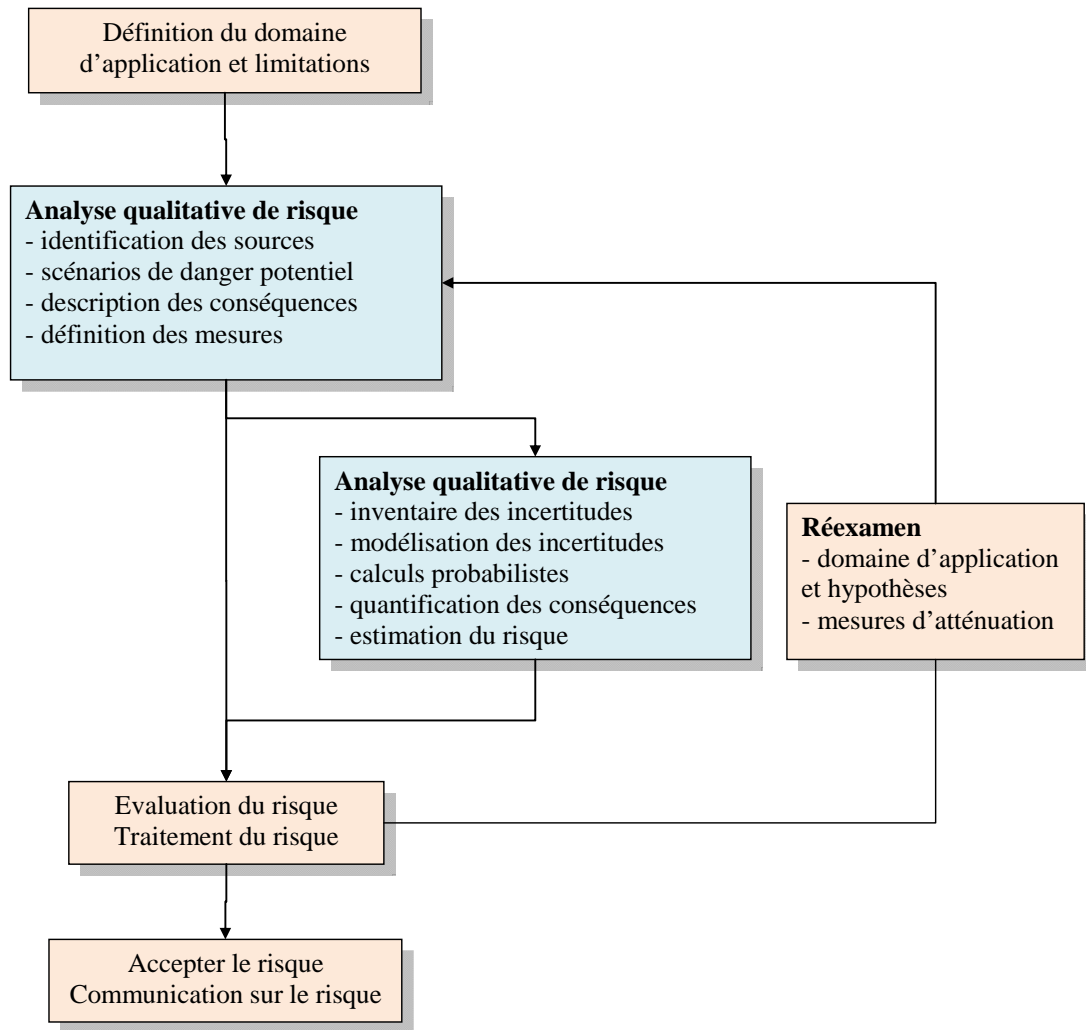 Définition du domaine
d’application et limitations
Analyse qualitative de risque
- identification des sources
- scénarios de danger potentiel
- description des conséquences
- définition des mesures
Analyse qualitative de risque
- inventaire des incertitudes
- modélisation des incertitudes
- calculs probabilistes
- quantification des conséquences
- estimation du risque
Réexamen
- domaine d’application
et hypothèses
- mesures d’atténuation
Evaluation du risque
Traitement du risque
Accepter le risque
Communication sur le risque